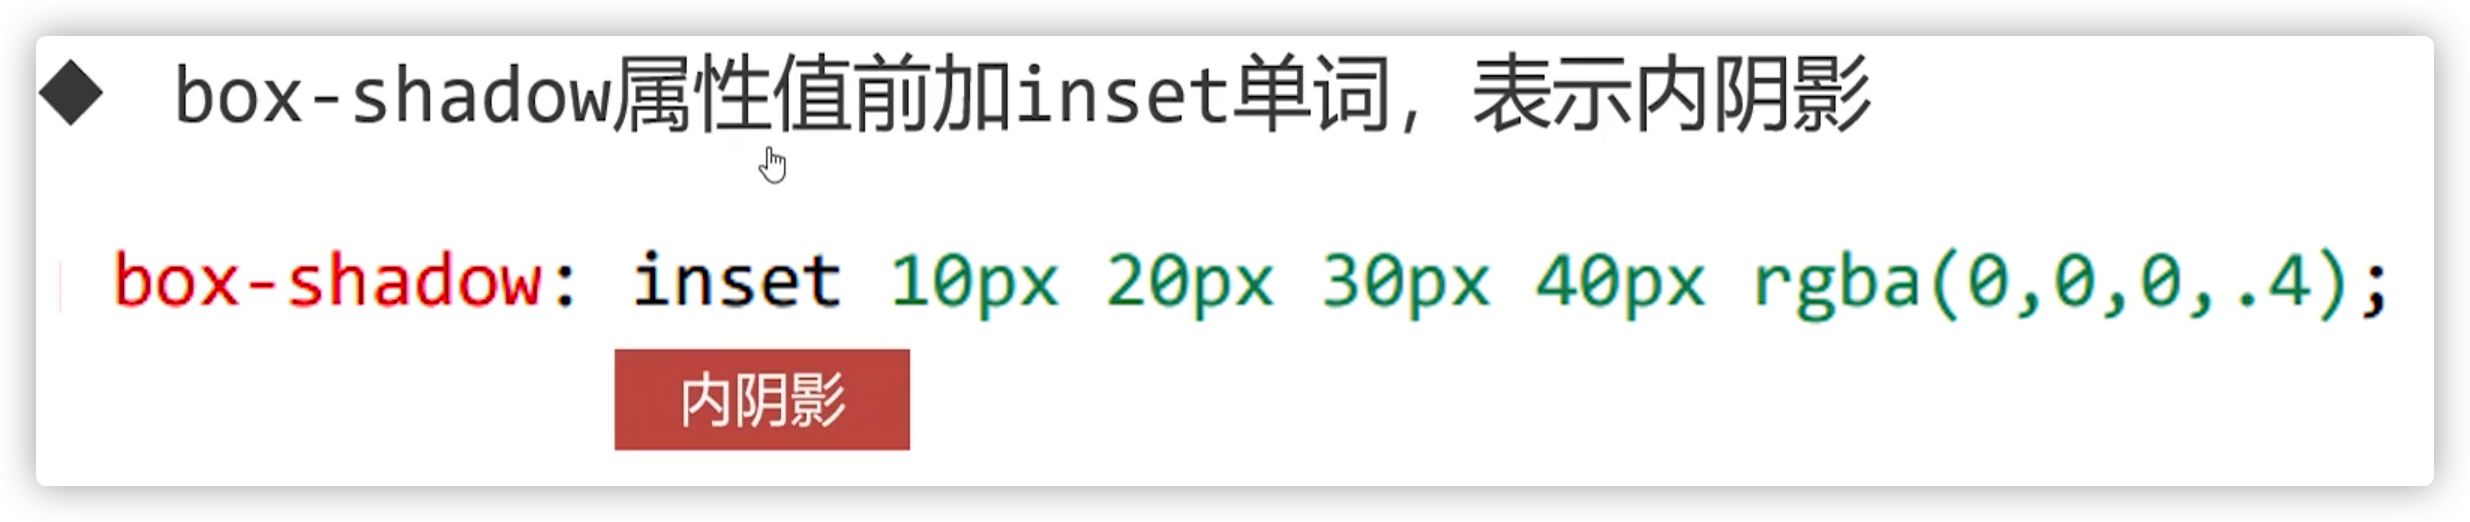 ◆ box-shadow属性值前加inset单词，表示内阴影
box-shadow: inset 10px 20px 30px 40px rgba(0,0,0,.4);
内阴影